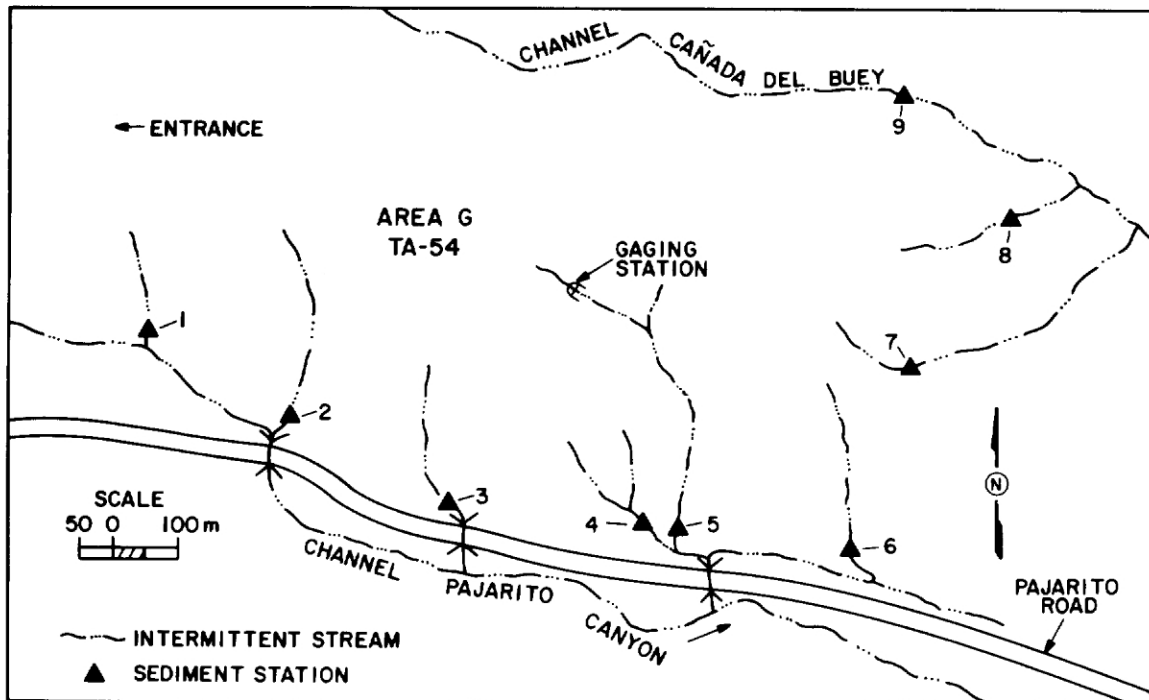 CHANNEL
CAÑADA DEL BUEY
9
ENTRANCE
AREA G
TA-54
GAGING
STATION
8
1
7
2
N
SCALE
50 0 100 m
3
4
5
6
CHANNEL
PAJARITO
CANYON
PAJARITO
ROAD
INTERMITTENT STREAM
SEDIMENT STATION